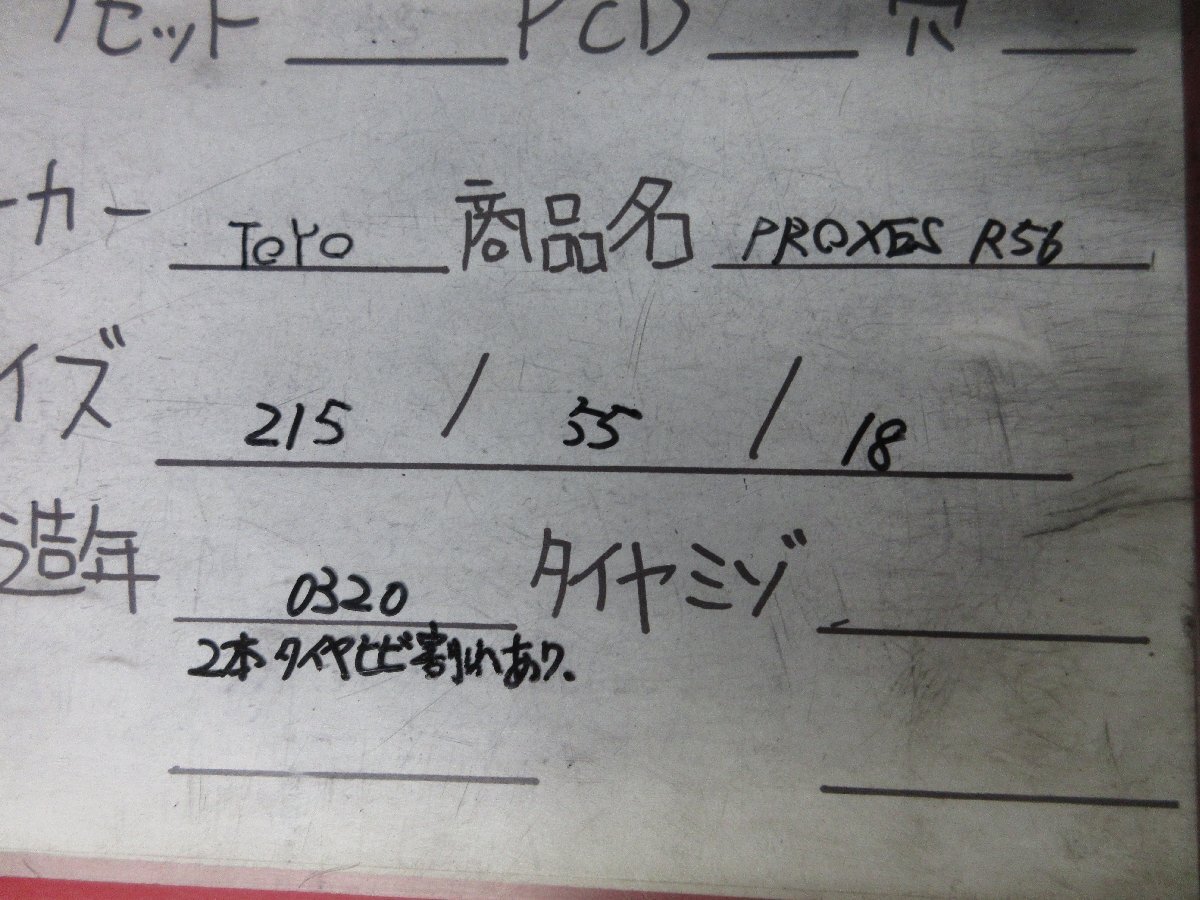 フセット PCD 穴
ーカー TOYO 商品名 PROXES R56
イズ 215 / 55 / 18
造年 0320 タイヤミゾ
2本タイヤヒビ割れあり.